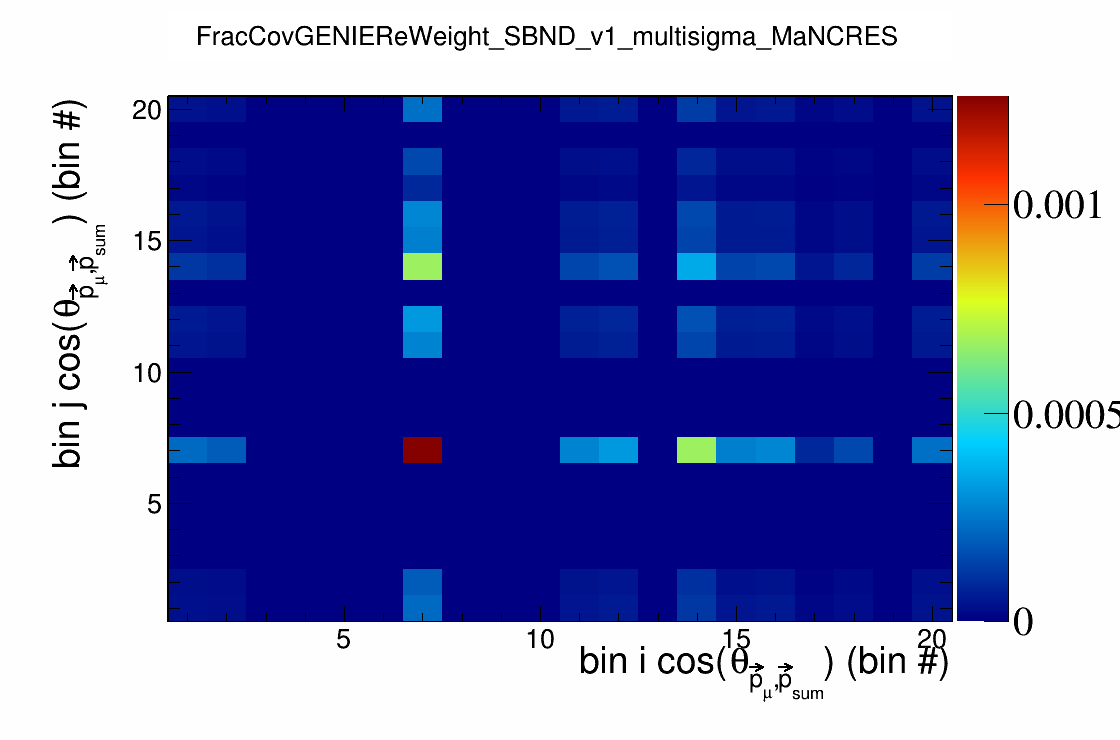 FracCovGENIEReWeight_SBND_v1_multisigma_MaNCRES
bin j cos(θp⃗μ,p⃗sum) (bin #)
20
15
10
5
5 10 15 20
bin i cos(θp⃗μ,p⃗sum) (bin #)
0.001
0.0005
0